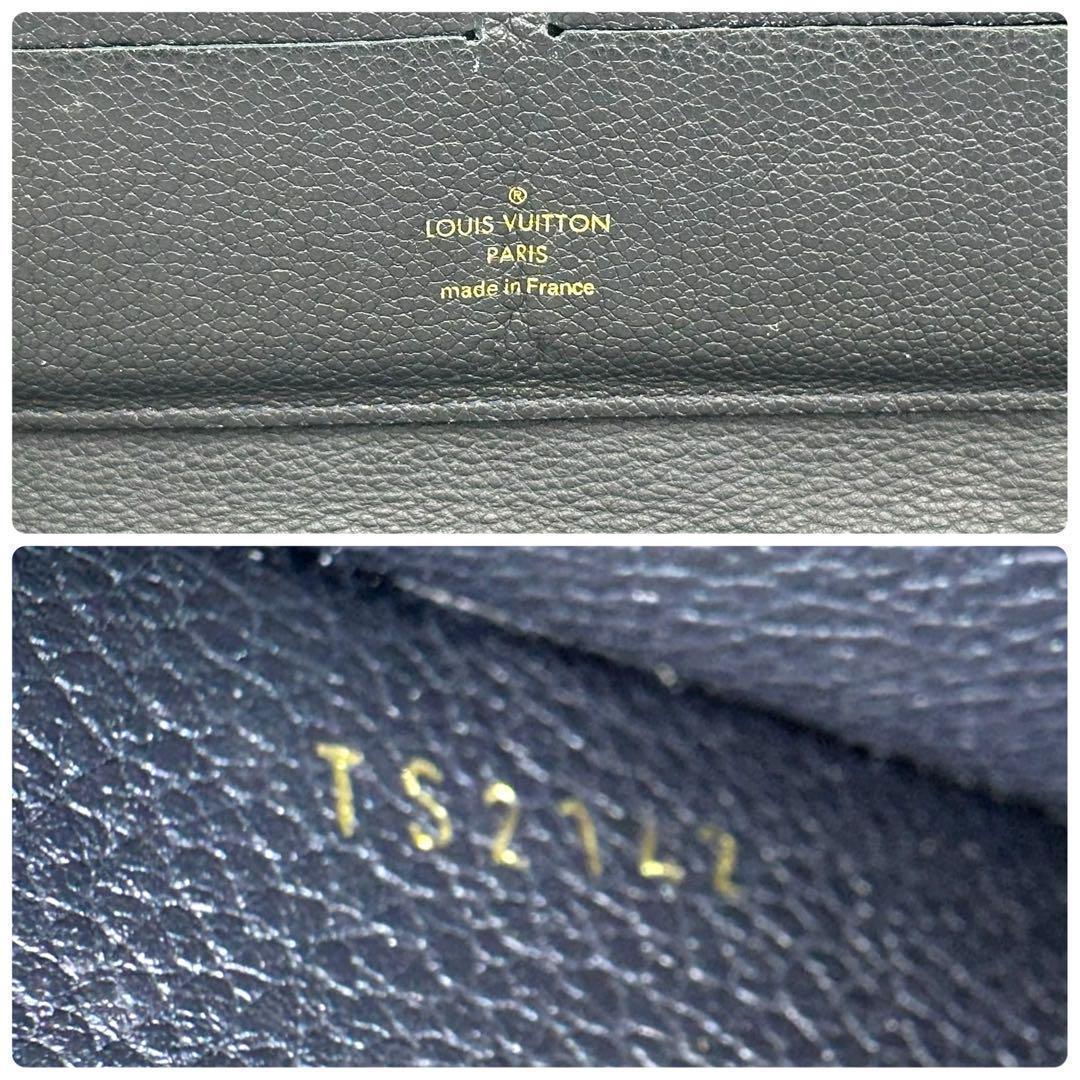 ®
LOUIS VUITTON
PARIS
made in France
TS2142